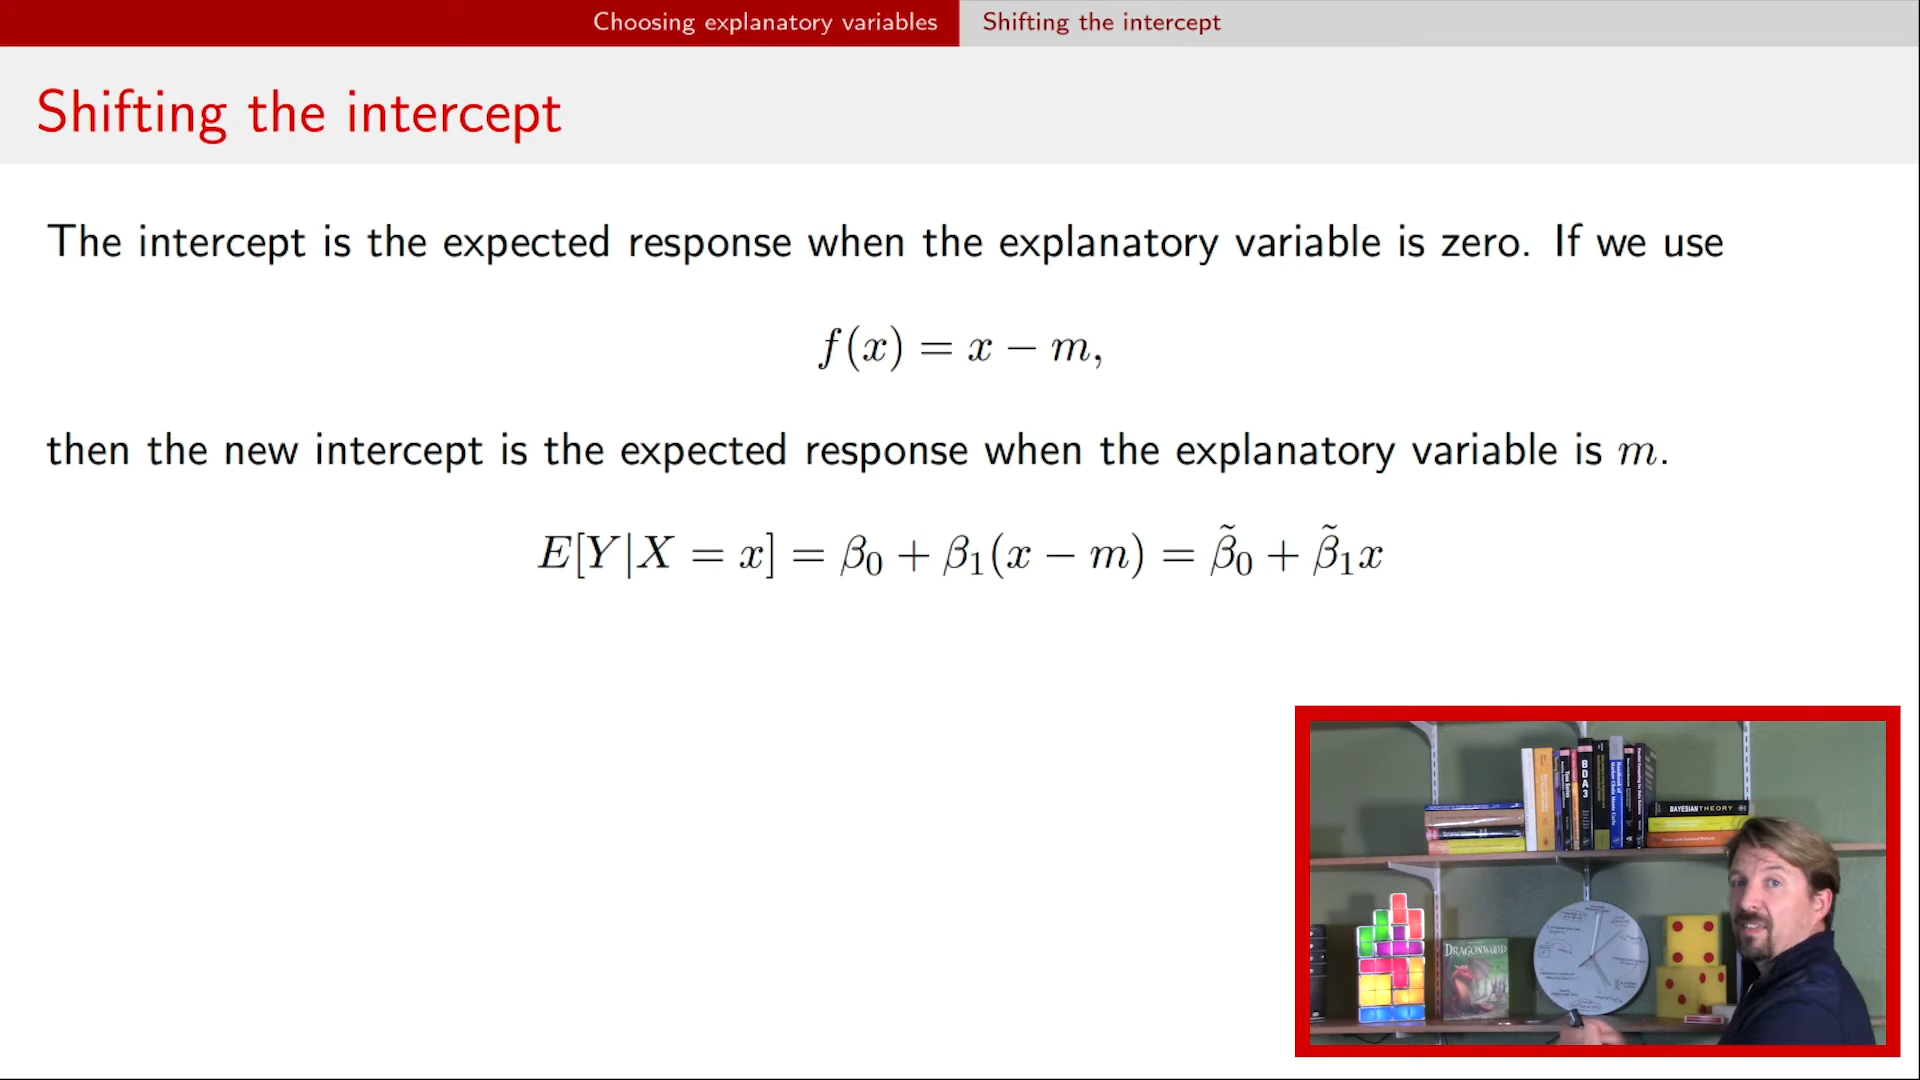 Choosing explanatory variables Shifting the intercept
Shifting the intercept
The intercept is the expected response when the explanatory variable is zero. If we use
f(x) = x − m,
then the new intercept is the expected response when the explanatory variable is m.
E[Y|X = x] = β₀ + β₁(x − m) = β̃₀ + β̃₁x
BDA3
BAYESIAN THEORY
DRAGONWOOD